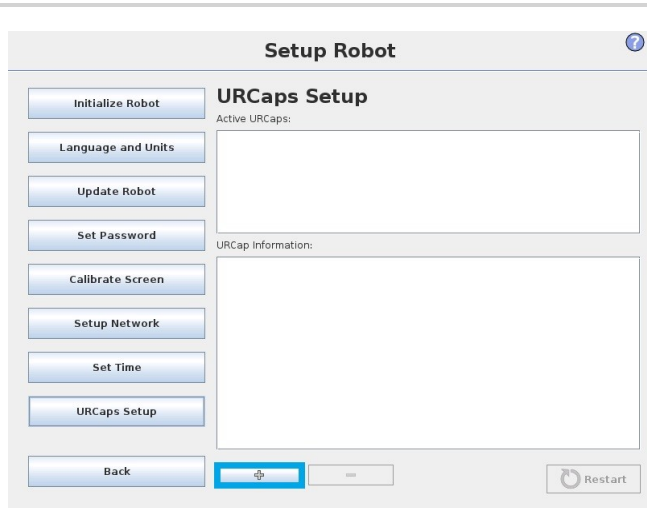 Setup Robot
?
Initialize Robot
Language and Units
Update Robot
Set Password
Calibrate Screen
Setup Network
Set Time
URCaps Setup
Back
URCaps Setup
Active URCaps:
URCap Information:
Restart